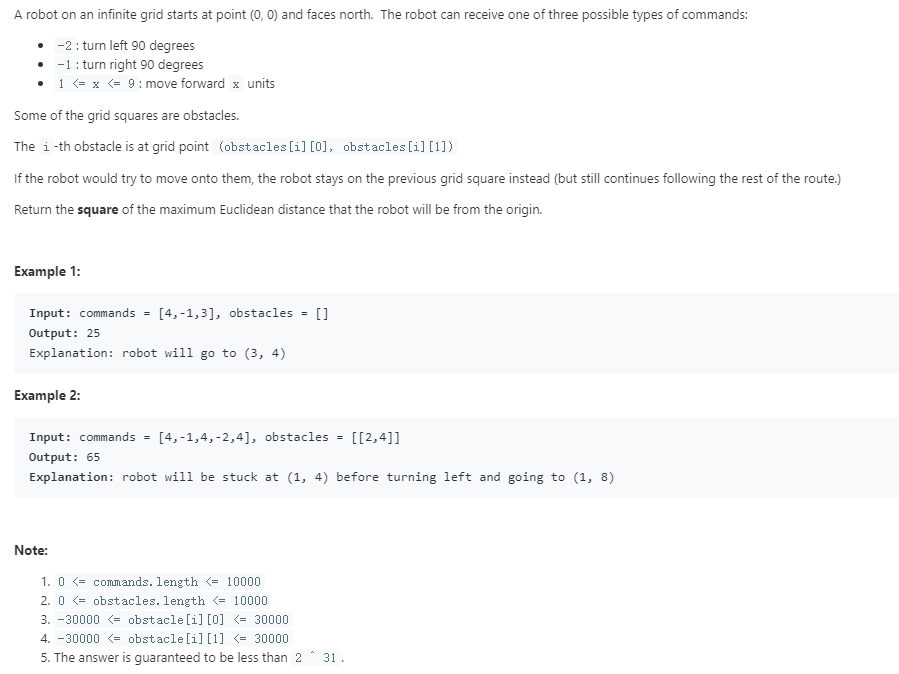 A robot on an infinite grid starts at point (0, 0) and faces north.  The robot can receive one of three possible types of commands:
• -2 : turn left 90 degrees
• -1 : turn right 90 degrees
• 1 <= x <= 9 : move forward x units
Some of the grid squares are obstacles.
The i -th obstacle is at grid point (obstacles[i][0], obstacles[i][1])
If the robot would try to move onto them, the robot stays on the previous grid square instead (but still continues following the rest of the route.)
Return the square of the maximum Euclidean distance that the robot will be from the origin.
Example 1:
Input: commands = [4,-1,3], obstacles = []
Output: 25
Explanation: robot will go to (3, 4)
Example 2:
Input: commands = [4,-1,4,-2,4], obstacles = [[2,4]]
Output: 65
Explanation: robot will be stuck at (1, 4) before turning left and going to (1, 8)
Note:
1. 0 <= commands.length <= 10000
2. 0 <= obstacles.length <= 10000
3. -30000 <= obstacle[i][0] <= 30000
4. -30000 <= obstacle[i][1] <= 30000
5. The answer is guaranteed to be less than 2 ^ 31 .